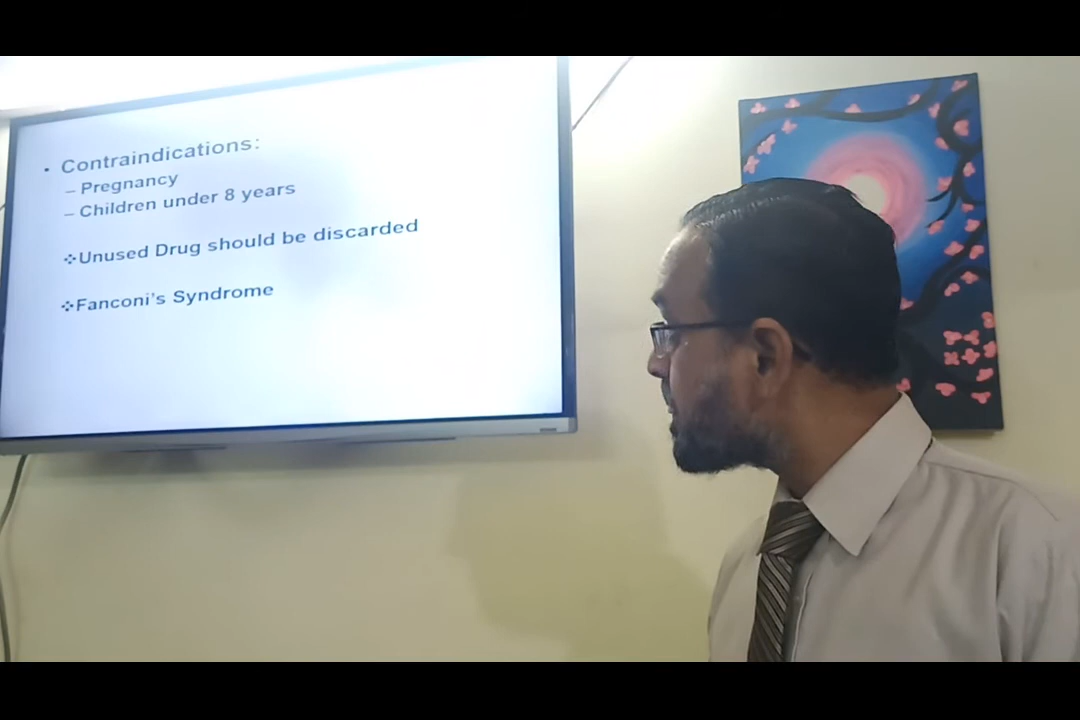 • Contraindications:
– Pregnancy
– Children under 8 years
❖Unused Drug should be discarded
❖Fanconi's Syndrome